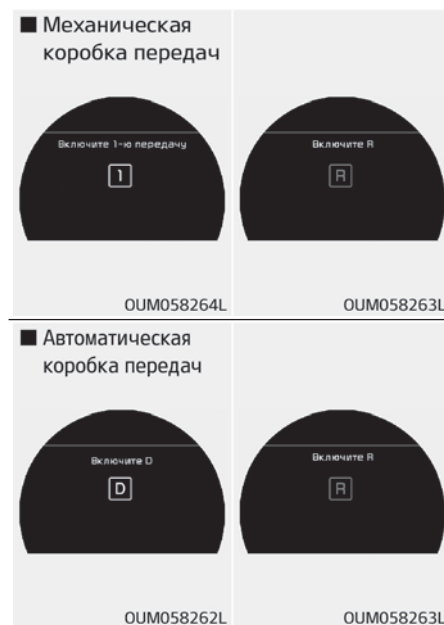 ■ Механическая
коробка передач
Включите 1-ю передачу
1
Включите R
R
OUM058264L
OUM058263L
■ Автоматическая
коробка передач
Включите D
D
Включите R
R
OUM058262L
OUM058263L